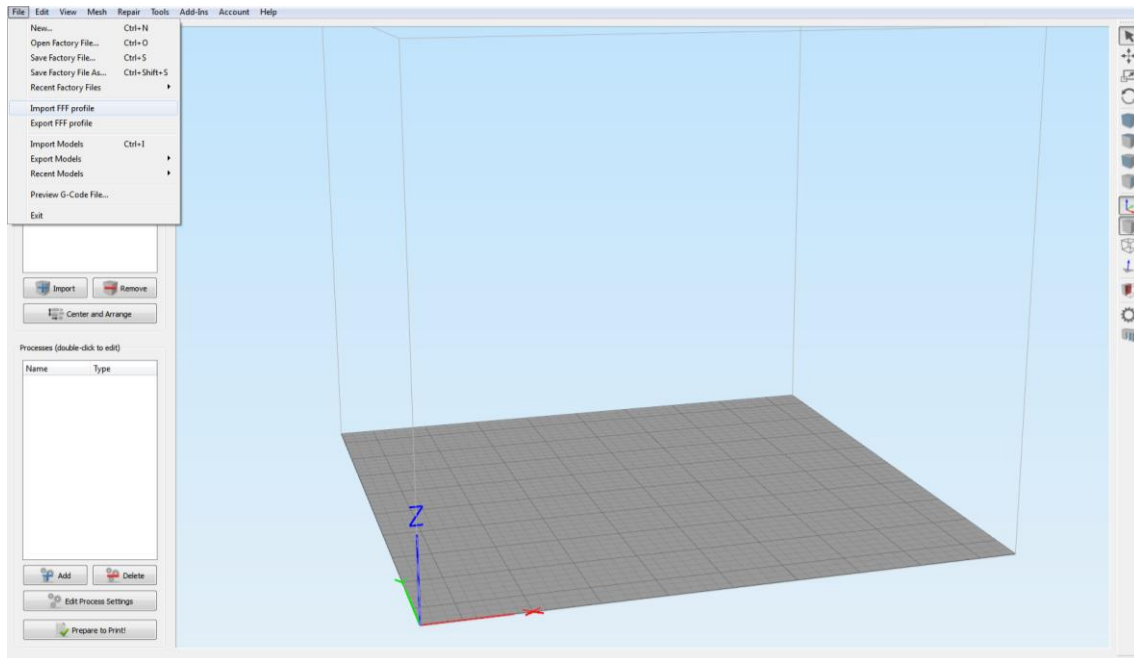 File Edit View Mesh Repair Tools Add-Ins Account Help
New... Ctrl+N
Open Factory File... Ctrl+O
Save Factory File... Ctrl+S
Save Factory File As... Ctrl+Shift+S
Recent Factory Files
Import FFF profile
Export FFF profile
Import Models Ctrl+I
Export Models
Recent Models
Preview G-Code File...
Exit
Import Remove
Center and Arrange
Processes (double-click to edit)
Name Type
Add Delete
Edit Process Settings
Prepare to Print!
Z
X